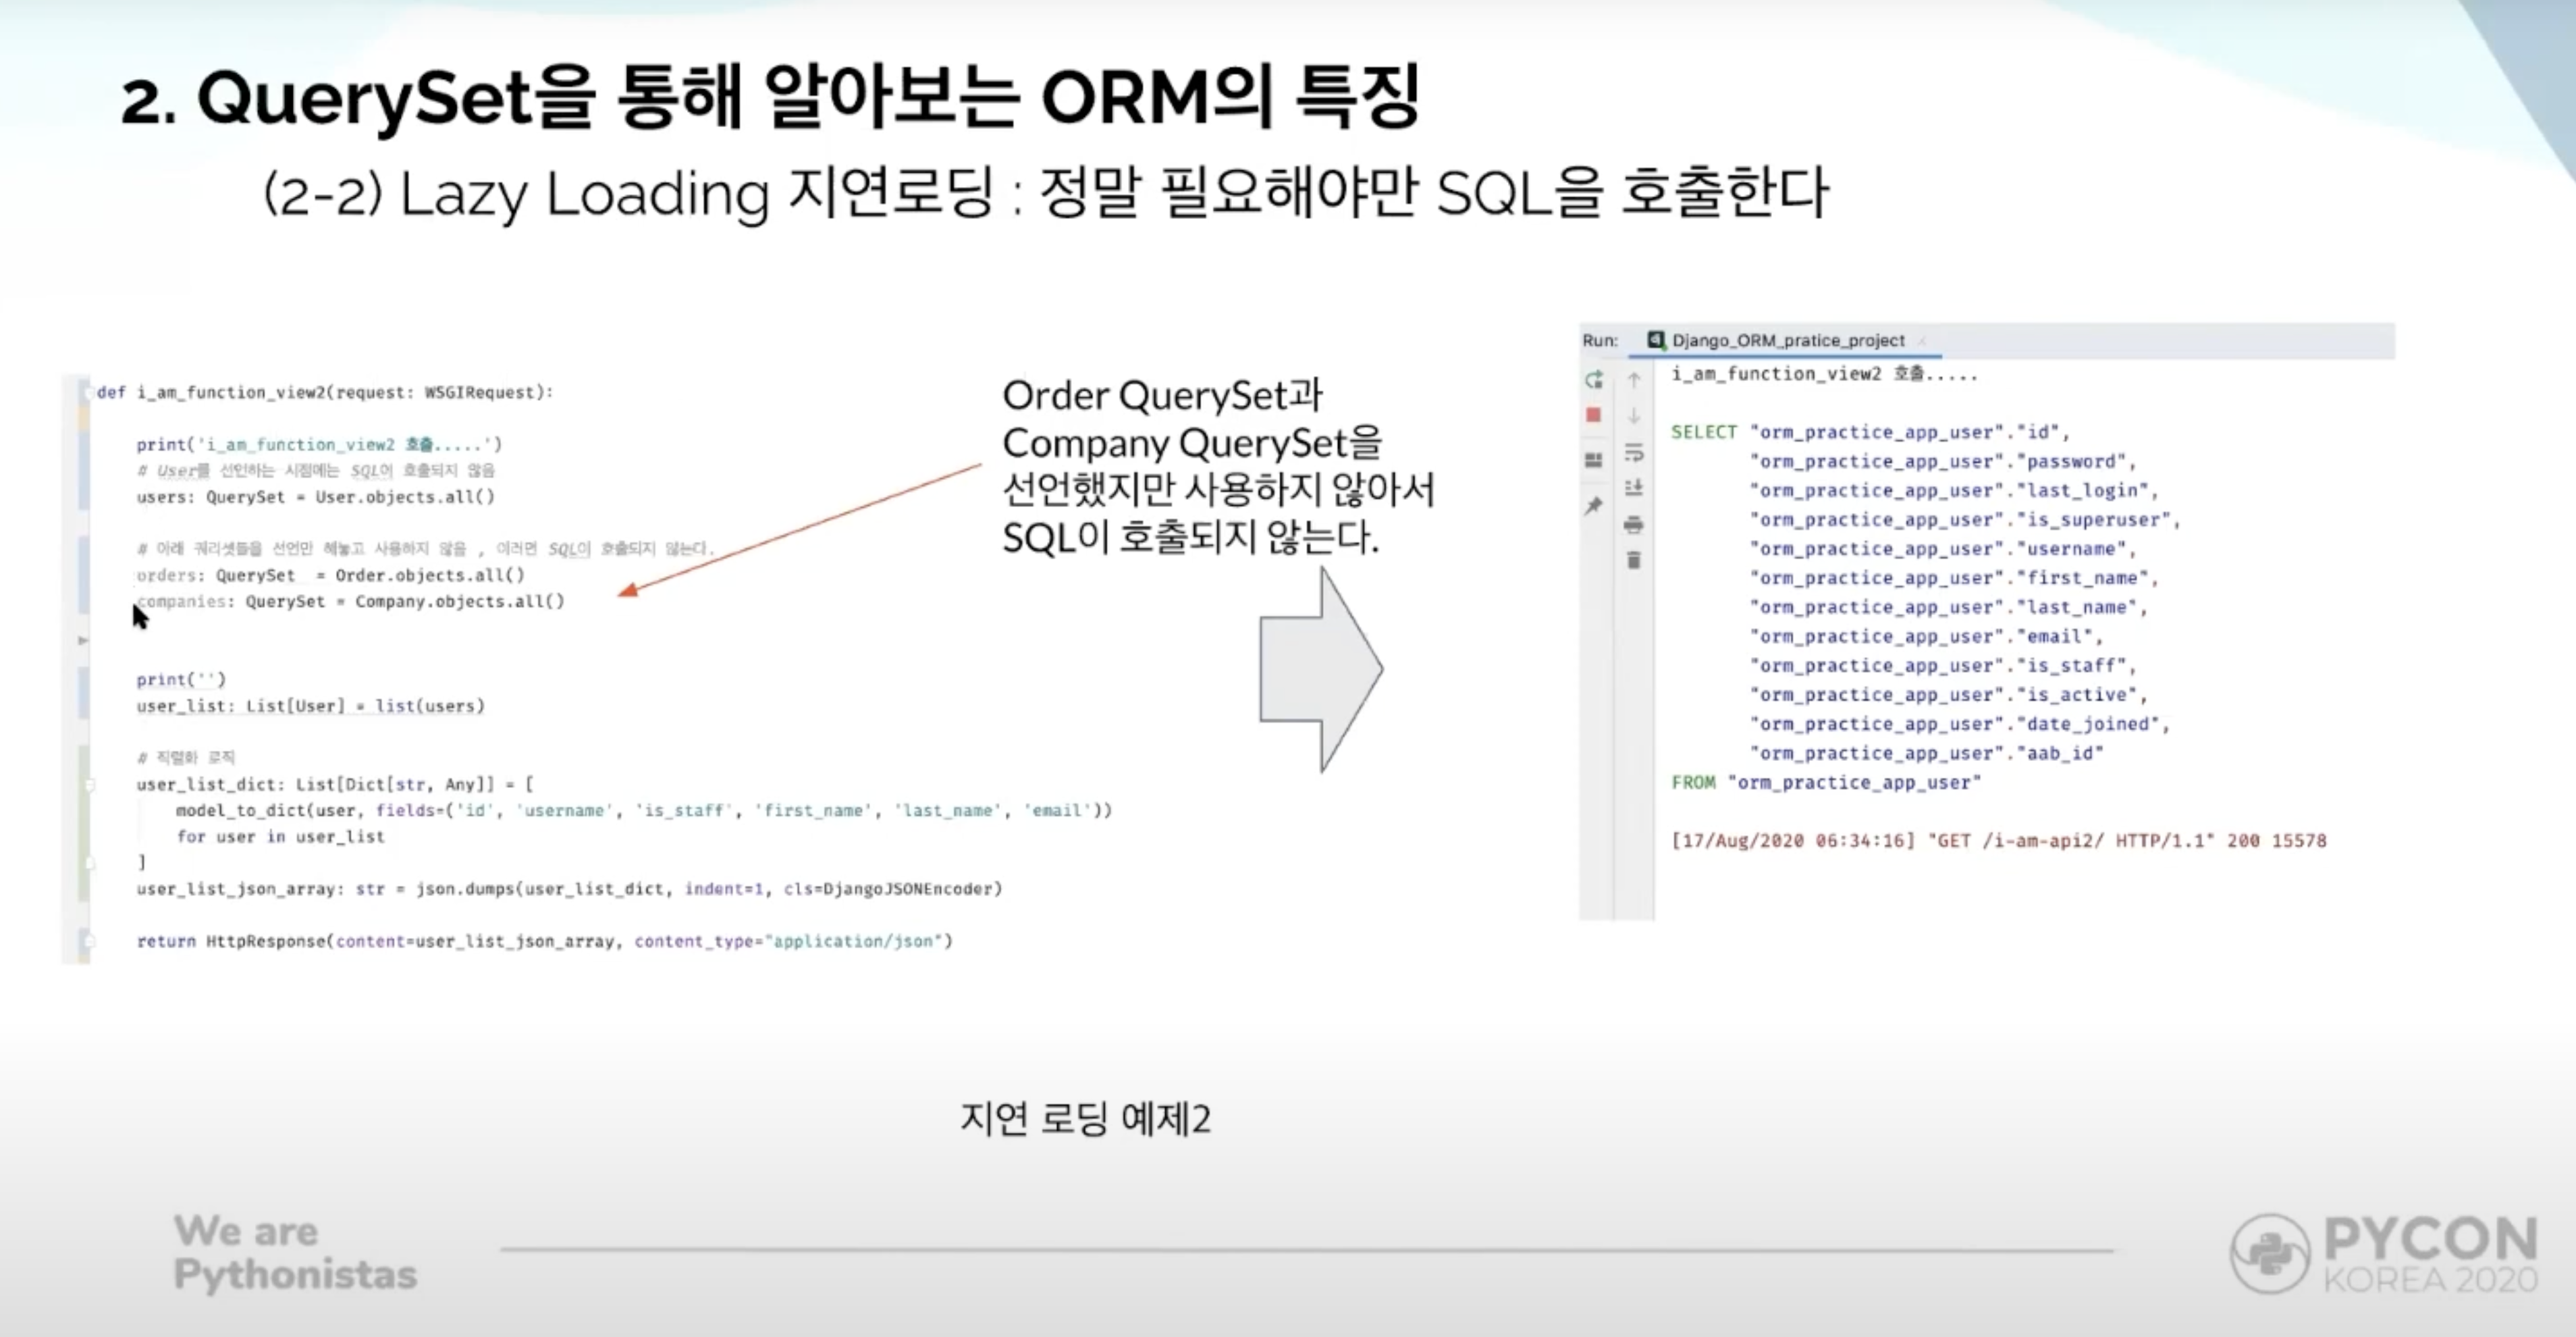 2. QuerySet을 통해 알아보는 ORM의 특징
(2-2) Lazy Loading 지연로딩 : 정말 필요해야만 SQL을 호출한다
def i_am_function_view2(request: WSGIRequest):
print('i_am_function_view2 호출.....')
# User를 선언하는 시점에는 SQL이 호출되지 않음
users: QuerySet = User.objects.all()
# 아래 쿼리셋들을 선언만 해놓고 사용하지 않음 , 이러면 SQL이 호출되지 않는다.
orders: QuerySet = Order.objects.all()
companies: QuerySet = Company.objects.all()
print('')
user_list: List[User] = list(users)
# 직렬화 로직
user_list_dict: List[Dict[str, Any]] = [
model_to_dict(user, fields=('id', 'username', 'is_staff', 'first_name', 'last_name', 'email'))
for user in user_list
]
user_list_json_array: str = json.dumps(user_list_dict, indent=1, cls=DjangoJSONEncoder)
return HttpResponse(content=user_list_json_array, content_type="application/json")
Order QuerySet과
Company QuerySet을
선언했지만 사용하지 않아서
SQL이 호출되지 않는다.
Run: Django_ORM_pratice_project
i_am_function_view2 호출.....
SELECT "orm_practice_app_user"."id",
"orm_practice_app_user"."password",
"orm_practice_app_user"."last_login",
"orm_practice_app_user"."is_superuser",
"orm_practice_app_user"."username",
"orm_practice_app_user"."first_name",
"orm_practice_app_user"."last_name",
"orm_practice_app_user"."email",
"orm_practice_app_user"."is_staff",
"orm_practice_app_user"."is_active",
"orm_practice_app_user"."date_joined",
"orm_practice_app_user"."aab_id"
FROM "orm_practice_app_user"
[17/Aug/2020 06:34:16] "GET /i-am-api2/ HTTP/1.1" 200 15578
지연 로딩 예제2
We are
Pythonistas
PYCON
KOREA 2020